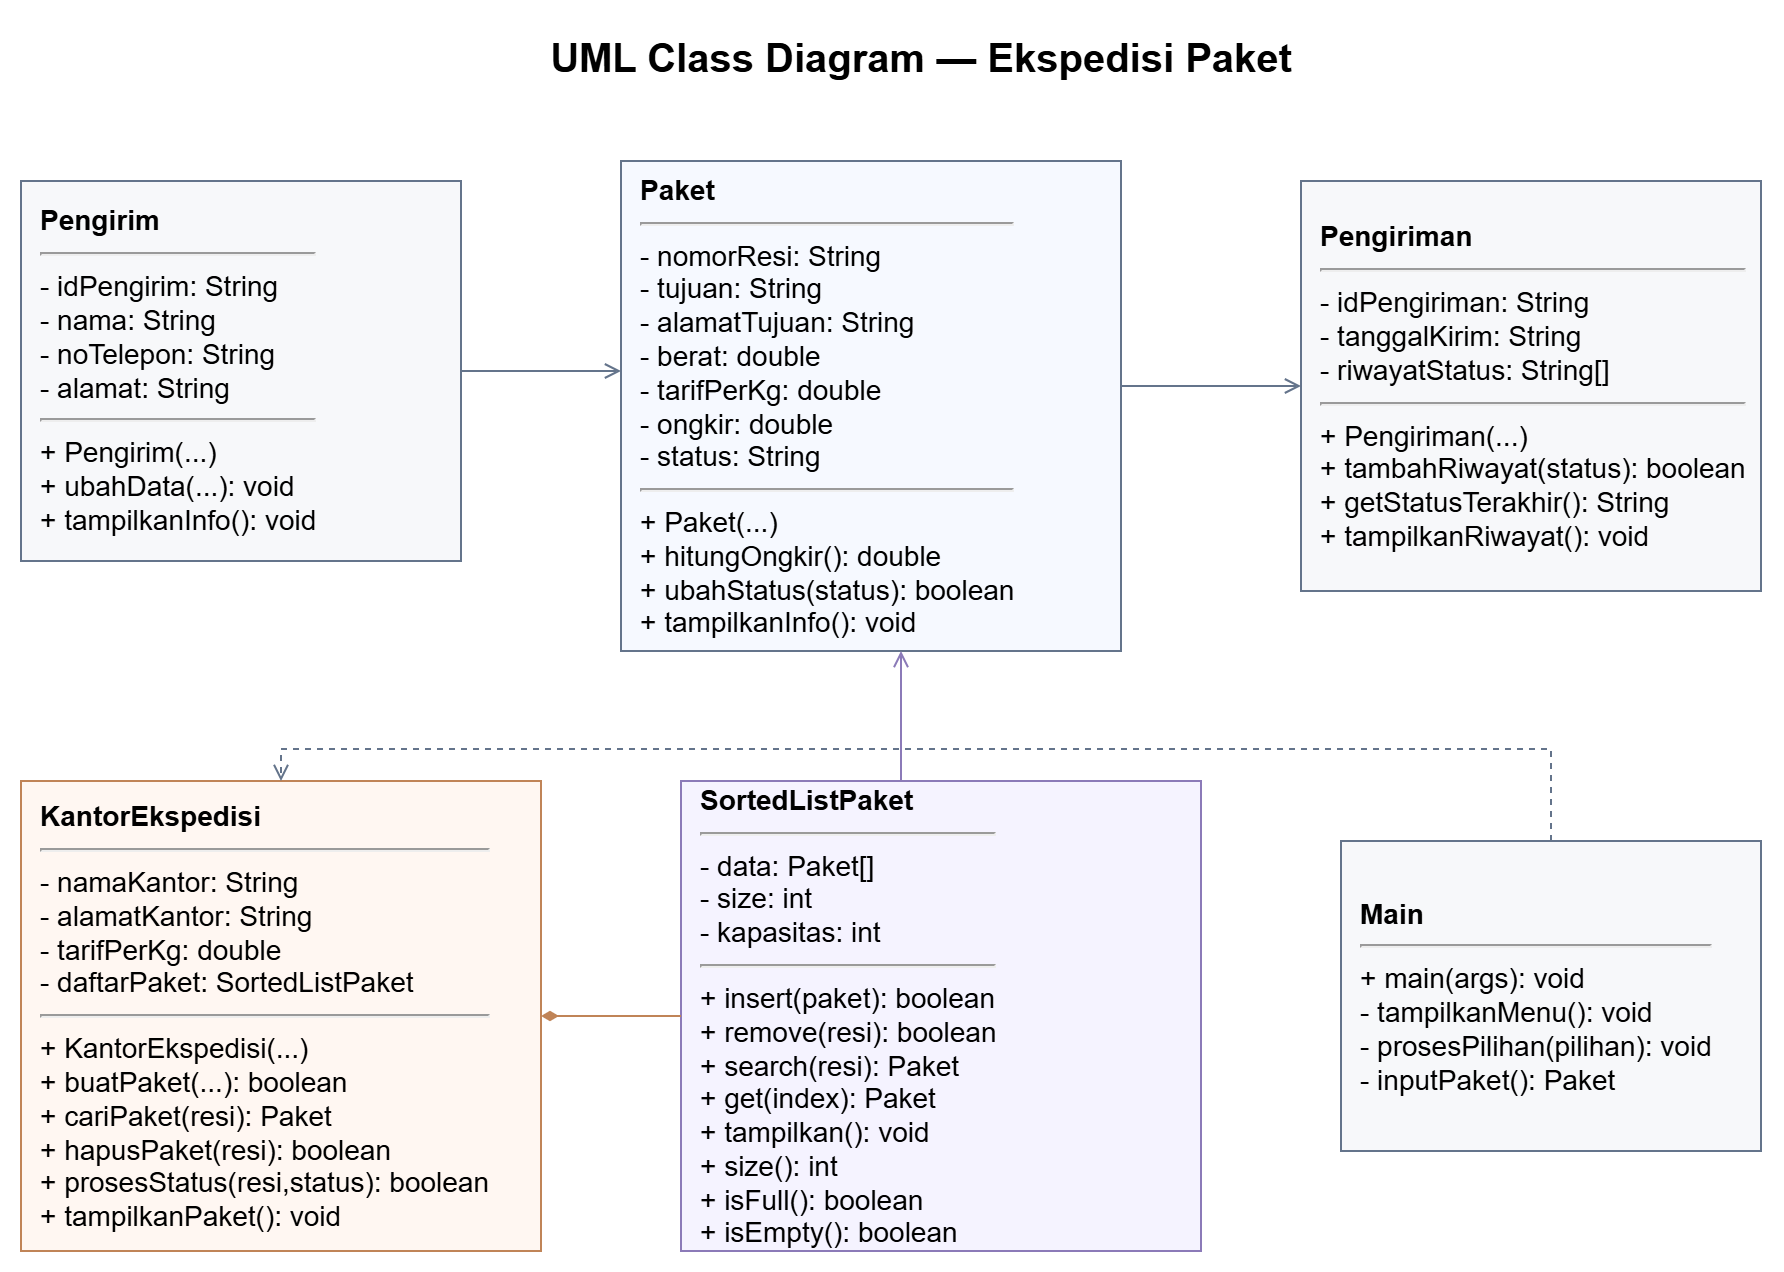 UML Class Diagram — Ekspedisi Paket
Pengirim
- idPengirim: String
- nama: String
- noTelepon: String
- alamat: String
+ Pengirim(...)
+ ubahData(...): void
+ tampilkanInfo(): void
Paket
- nomorResi: String
- tujuan: String
- alamatTujuan: String
- berat: double
- tarifPerKg: double
- ongkir: double
- status: String
+ Paket(...)
+ hitungOngkir(): double
+ ubahStatus(status): boolean
+ tampilkanInfo(): void
Pengiriman
- idPengiriman: String
- tanggalKirim: String
- riwayatStatus: String[]
+ Pengiriman(...)
+ tambahRiwayat(status): boolean
+ getStatusTerakhir(): String
+ tampilkanRiwayat(): void
KantorEkspedisi
- namaKantor: String
- alamatKantor: String
- tarifPerKg: double
- daftarPaket: SortedListPaket
+ KantorEkspedisi(...)
+ buatPaket(...): boolean
+ cariPaket(resi): Paket
+ hapusPaket(resi): boolean
+ prosesStatus(resi,status): boolean
+ tampilkanPaket(): void
SortedListPaket
- data: Paket[]
- size: int
- kapasitas: int
+ insert(paket): boolean
+ remove(resi): boolean
+ search(resi): Paket
+ get(index): Paket
+ tampilkan(): void
+ size(): int
+ isFull(): boolean
+ isEmpty(): boolean
Main
+ main(args): void
- tampilkanMenu(): void
- prosesPilihan(pilihan): void
- inputPaket(): Paket